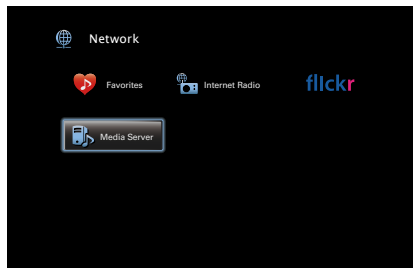 Network
Favorites
Internet Radio
flickr
Media Server